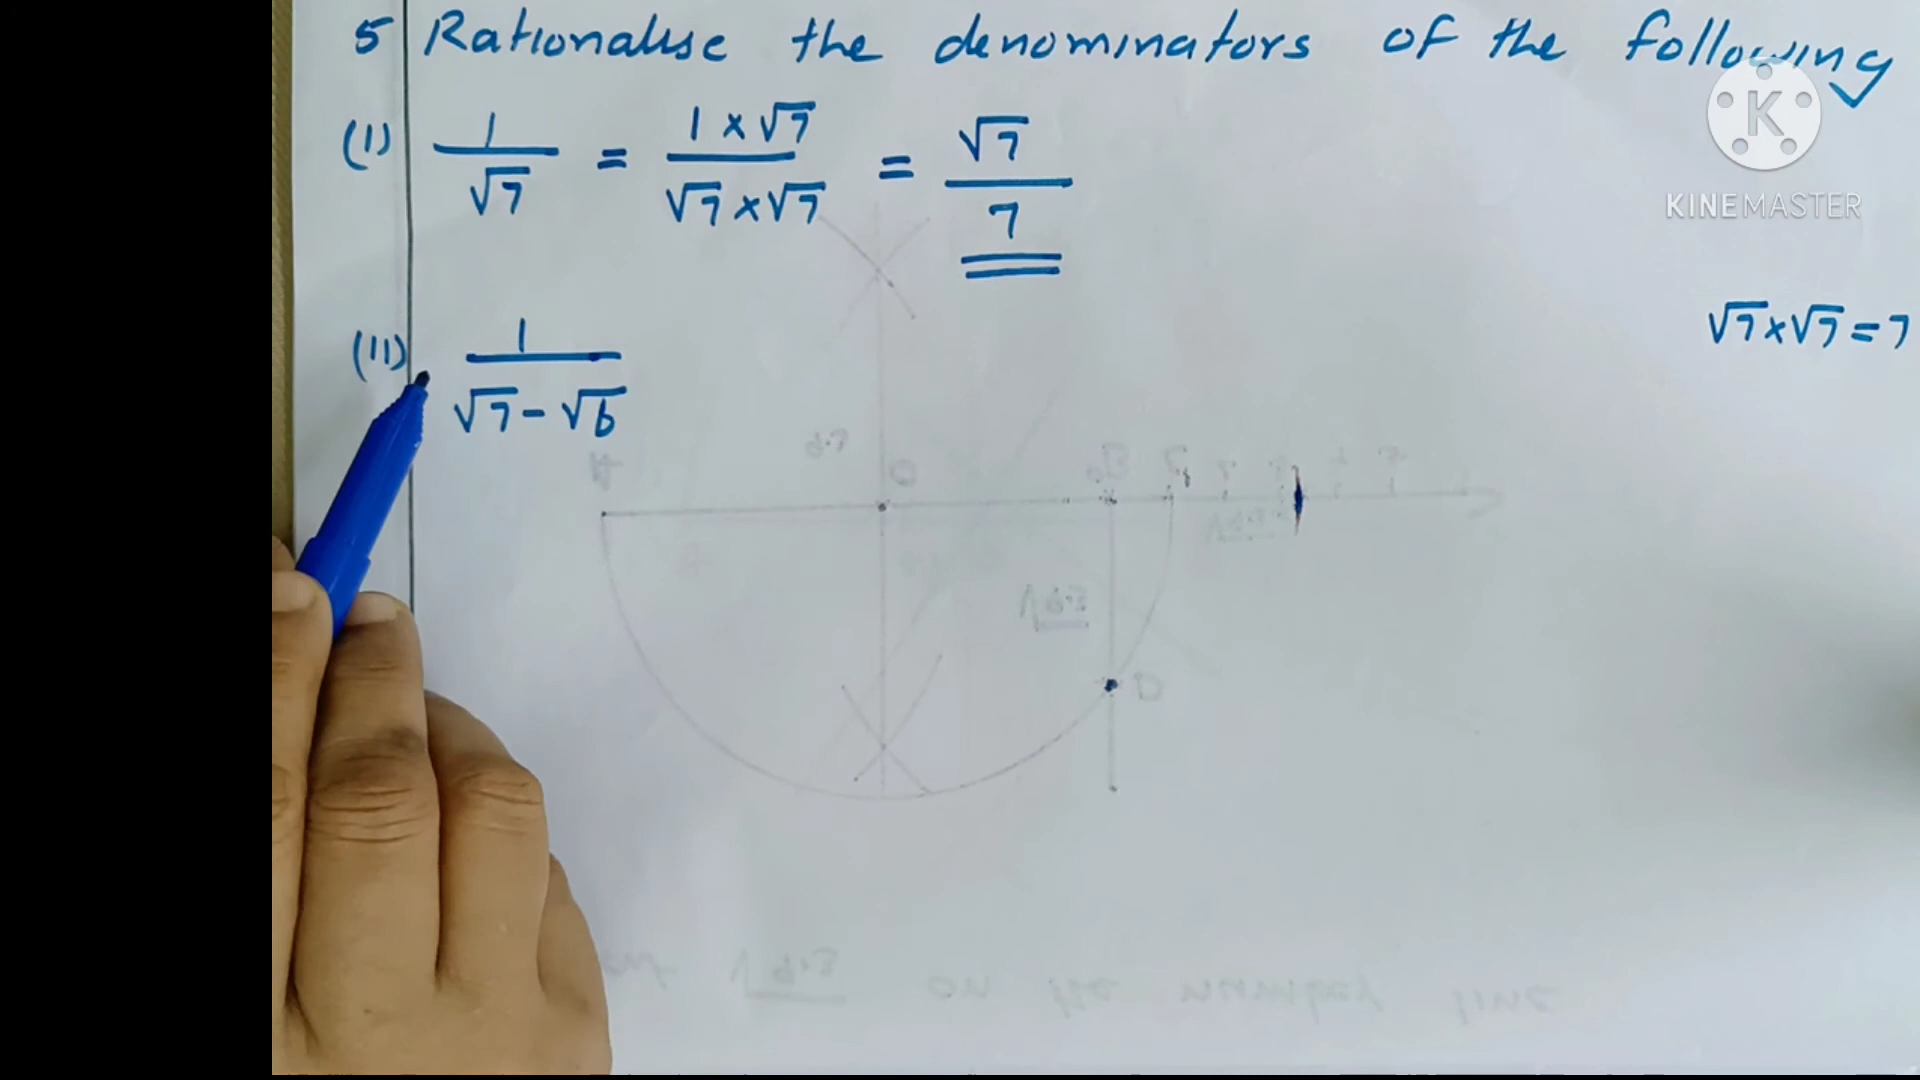 5 Rationalise the denominators of the following
(i) 1/√7 = 1 × √7/√7 × √7 = √7/7
KINEMASTER
√7 × √7 = 7
(ii) 1/√7 - √6